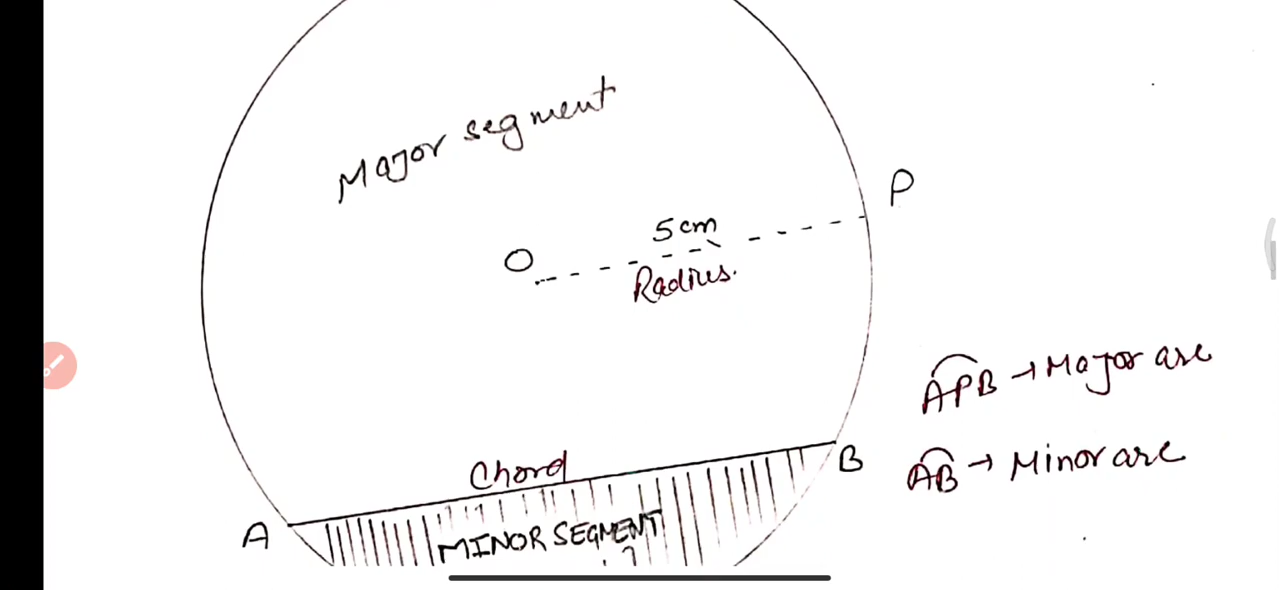 Major segment
P
5cm
O
Radius.
APB → Major arc
Chord
B
AB → Minor arc
A
MINOR SEGMENT